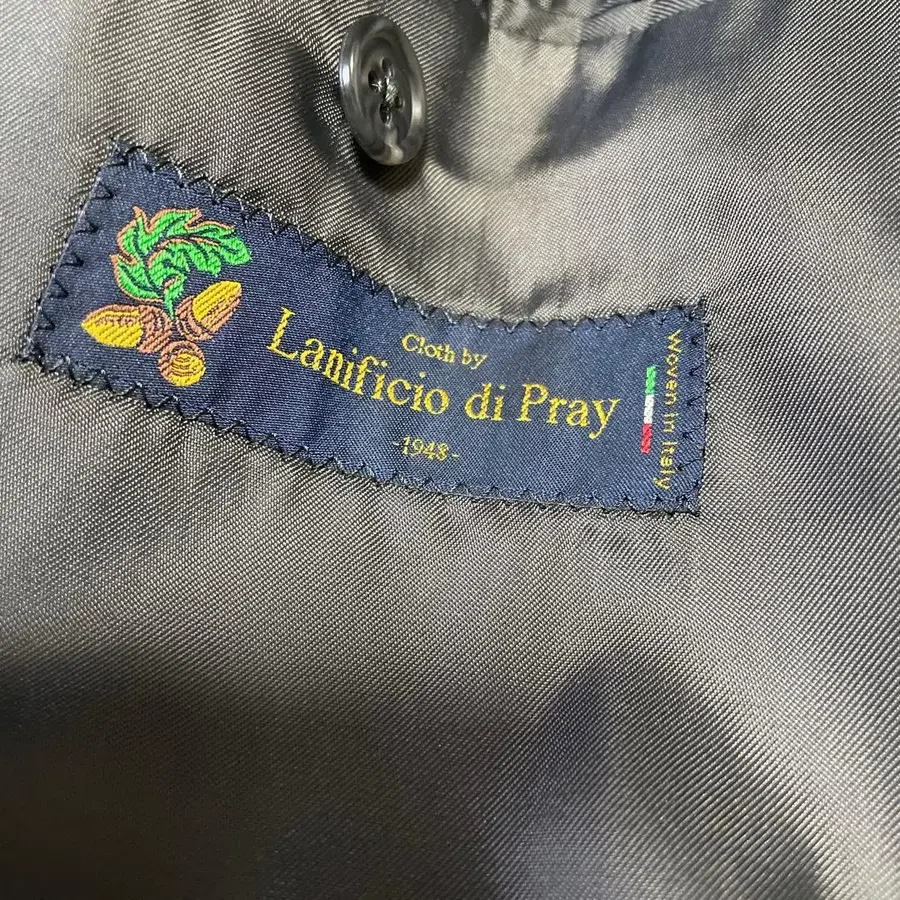 Cloth by
Lanificio di Pray
-1948-
Woven in Italy